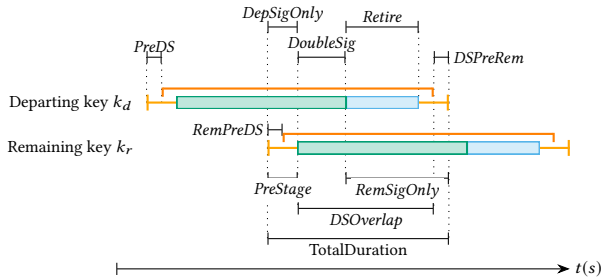 DepSigOnly
Retire
DoubleSig
PreDS
DSPreRem
Departing key k_d
RemPreDS
Remaining key k_r
PreStage
RemSigOnly
DSOverlap
TotalDuration
t(s)